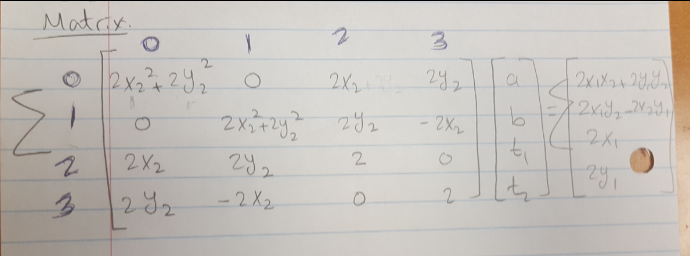 Matrix.
0 1 2 3
0 2x₂²+2y₂² 0 2x₂ 2y₂ a 2x₁x₂+2y₁y₂
∑ 1 0 2x₂²+2y₂² 2y₂ -2x₂ b = ∑ 2x₁y₂-2x₂y₁
2 2x₂ 2y₂ 2 0 t₁ 2x₁
3 2y₂ -2x₂ 0 2 t₂ 2y₁